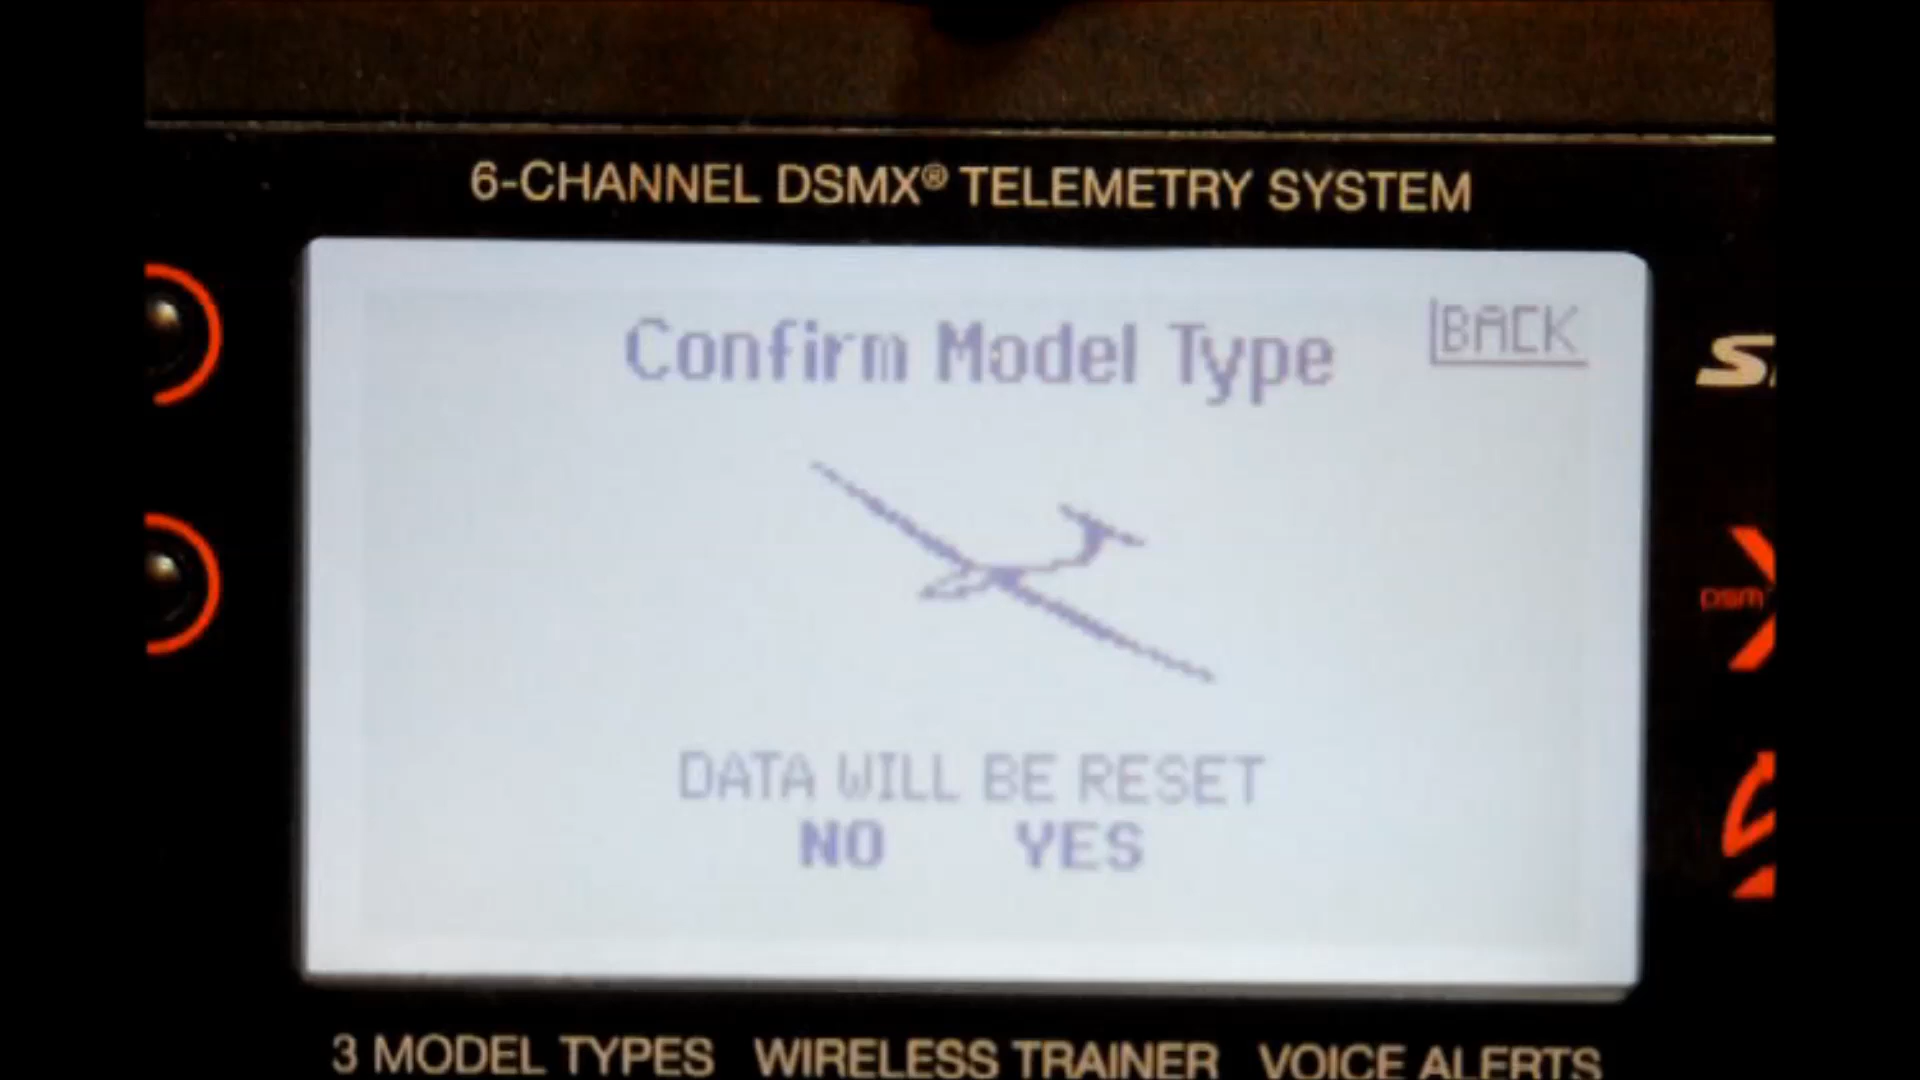 6-CHANNEL DSMX® TELEMETRY SYSTEM
Confirm Model Type
BACK
DATA WILL BE RESET
NO YES
DSM
3 MODEL TYPES WIRELESS TRAINER VOICE ALERTS